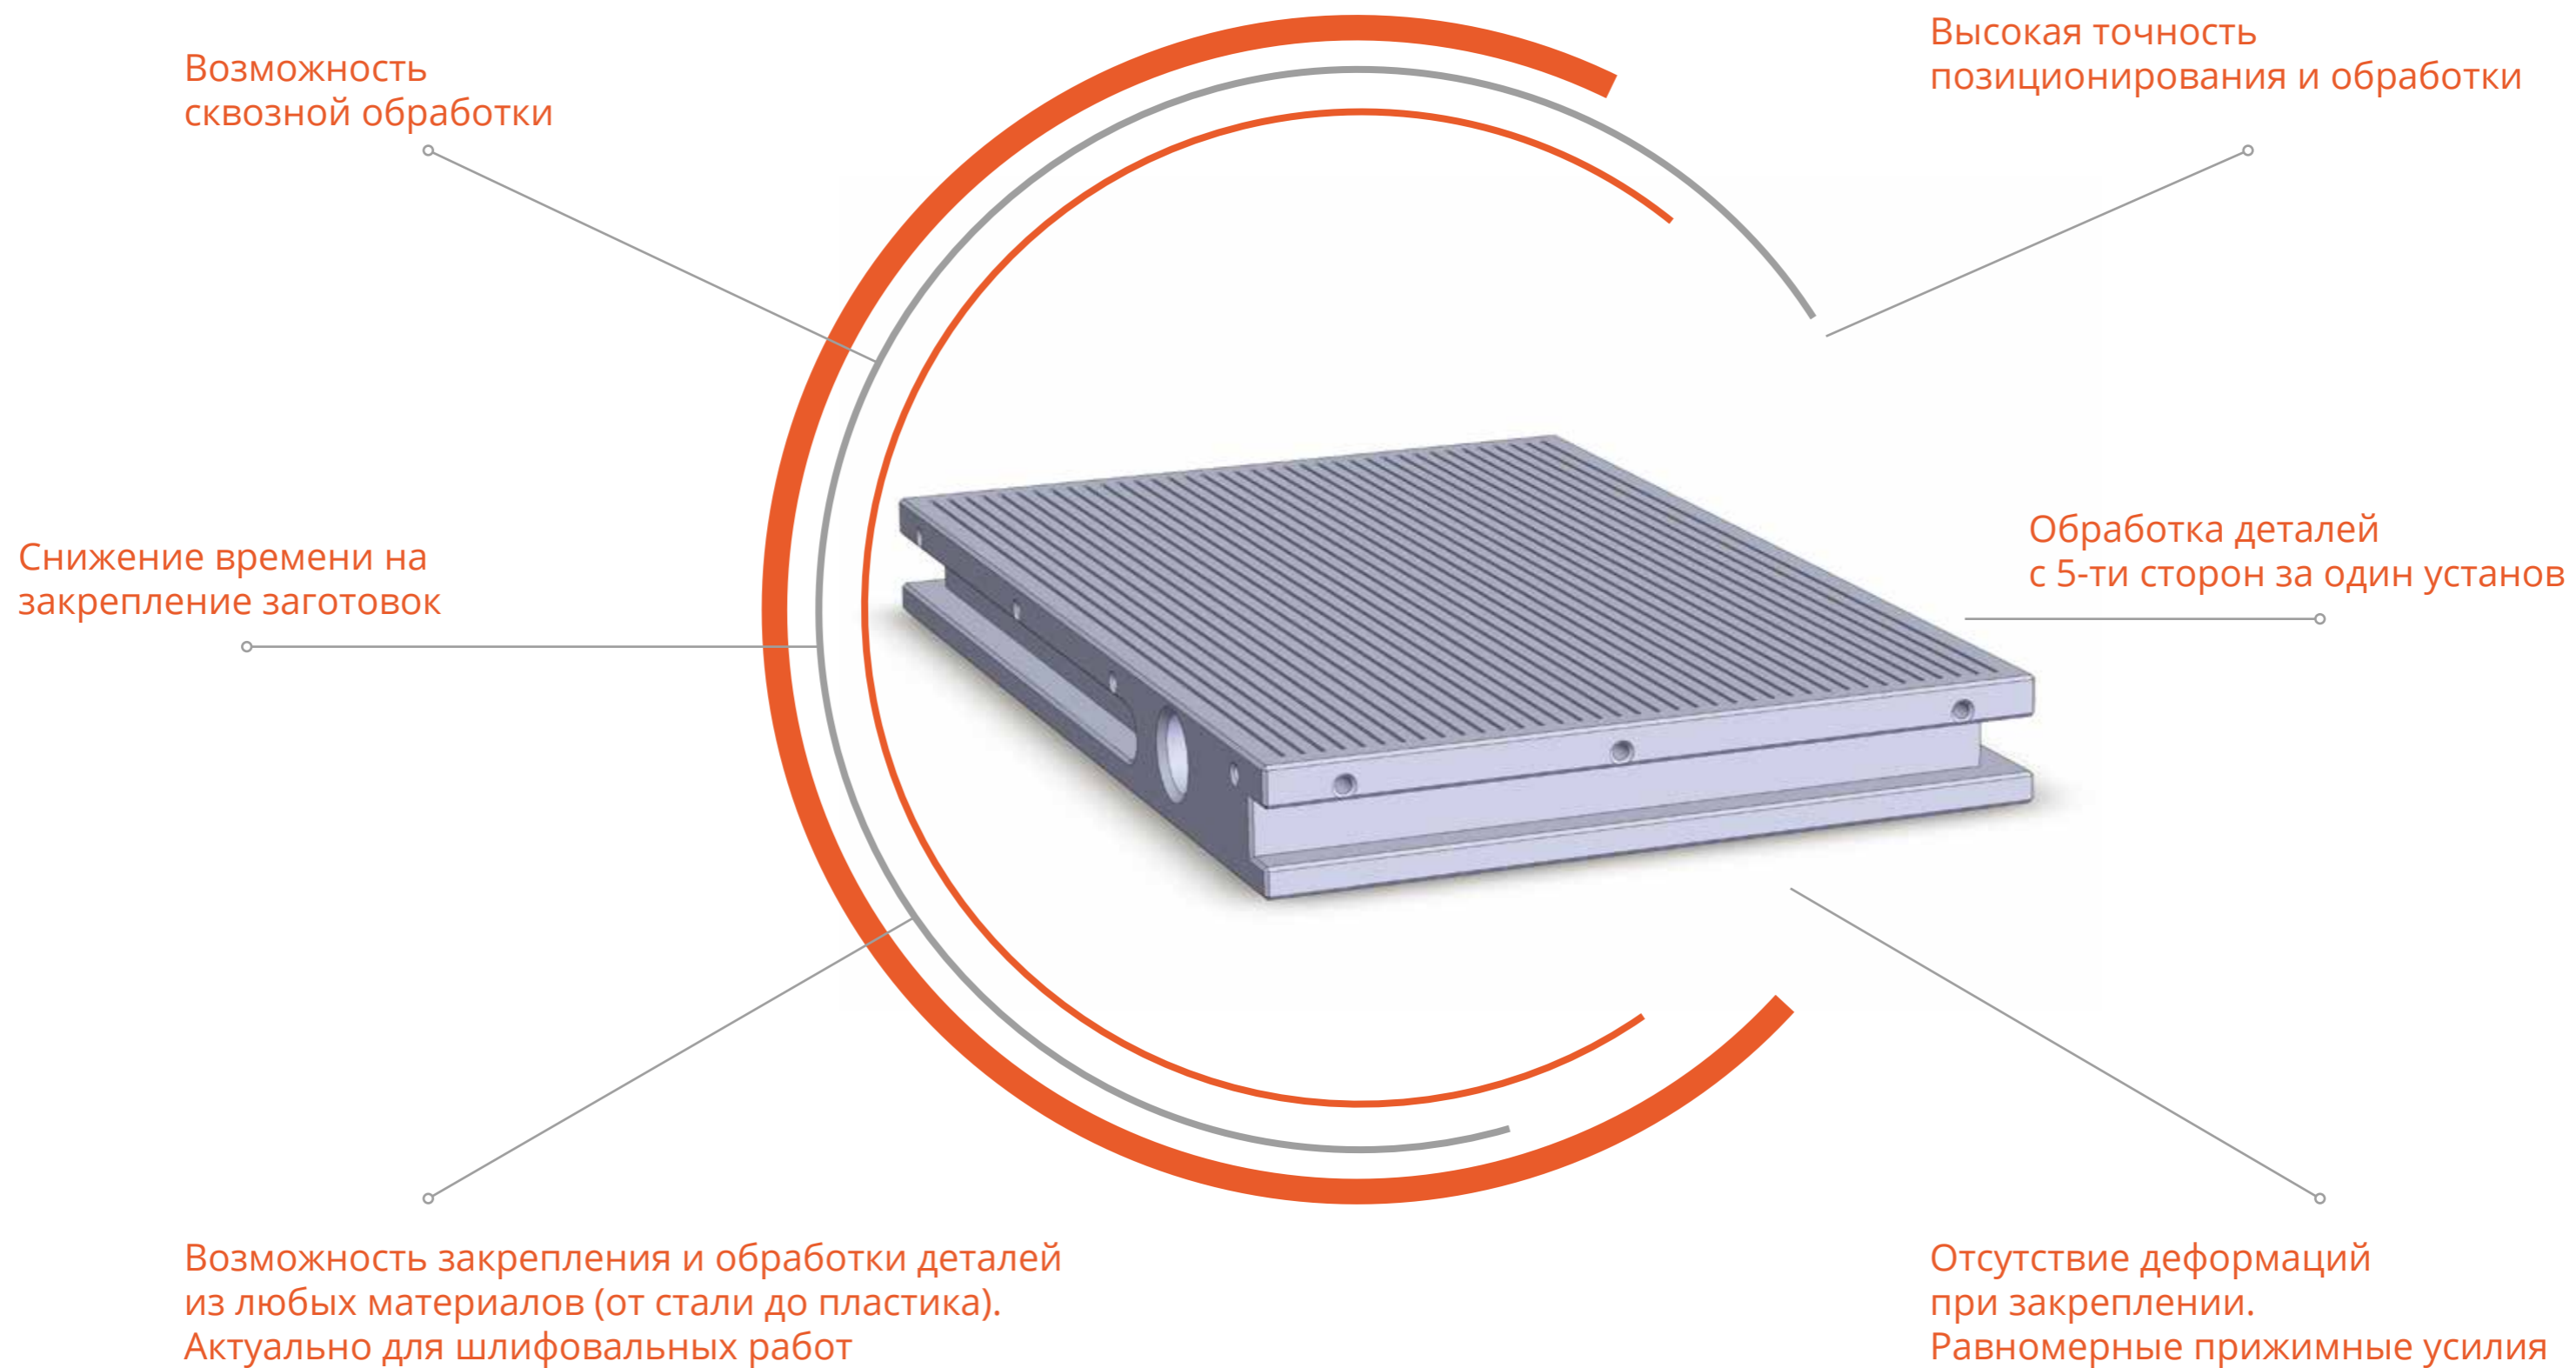 Возможность
сквозной обработки
Высокая точность
позиционирования и обработки
Снижение времени на
закрепление заготовок
Обработка деталей
с 5-ти сторон за один установ
Возможность закрепления и обработки деталей
из любых материалов (от стали до пластика).
Актуально для шлифовальных работ
Отсутствие деформаций
при закреплении.
Равномерные прижимные усилия